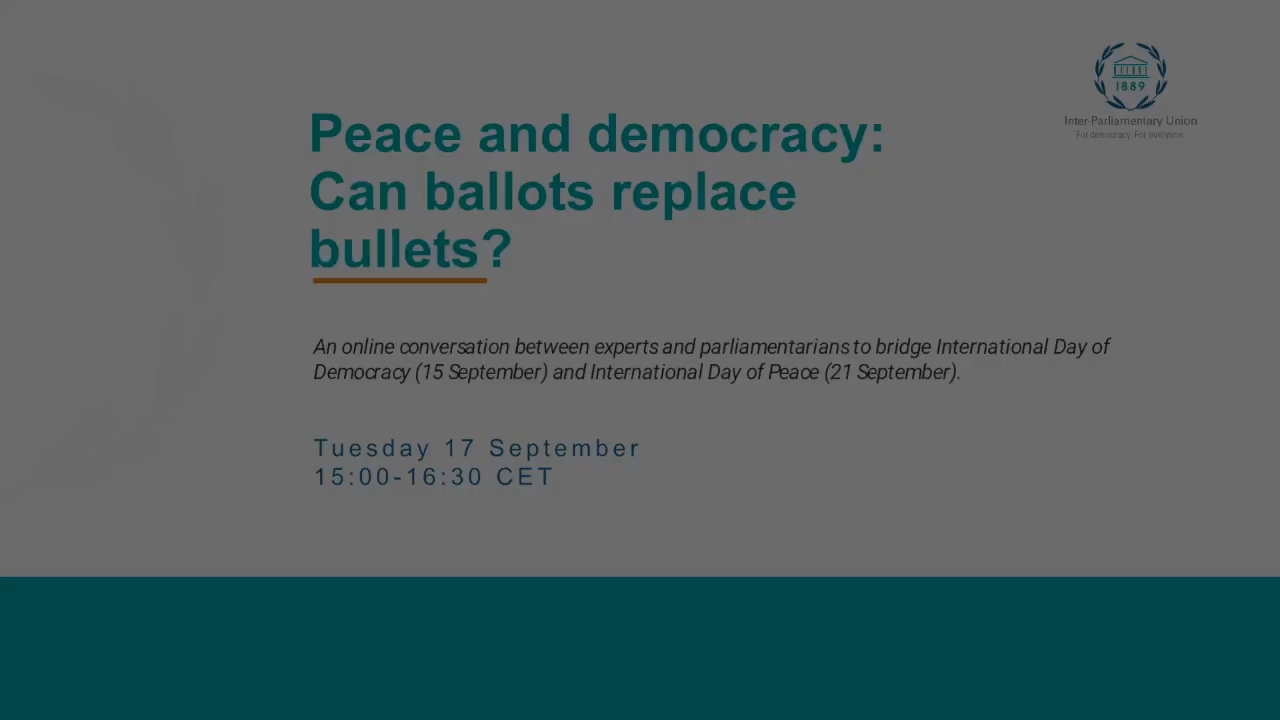 1889
Inter-Parliamentary Union
For democracy. For everyone.
Peace and democracy:
Can ballots replace
bullets?
An online conversation between experts and parliamentarians to bridge International Day of
Democracy (15 September) and International Day of Peace (21 September).
Tuesday 17 September
15:00-16:30 CET